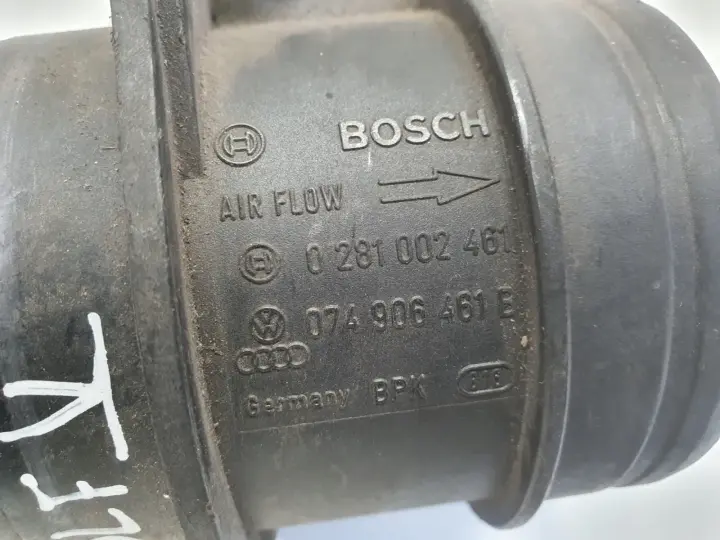 BOSCH
AIR FLOW
0 281 002 461
074 906 461 B
Germany BPK